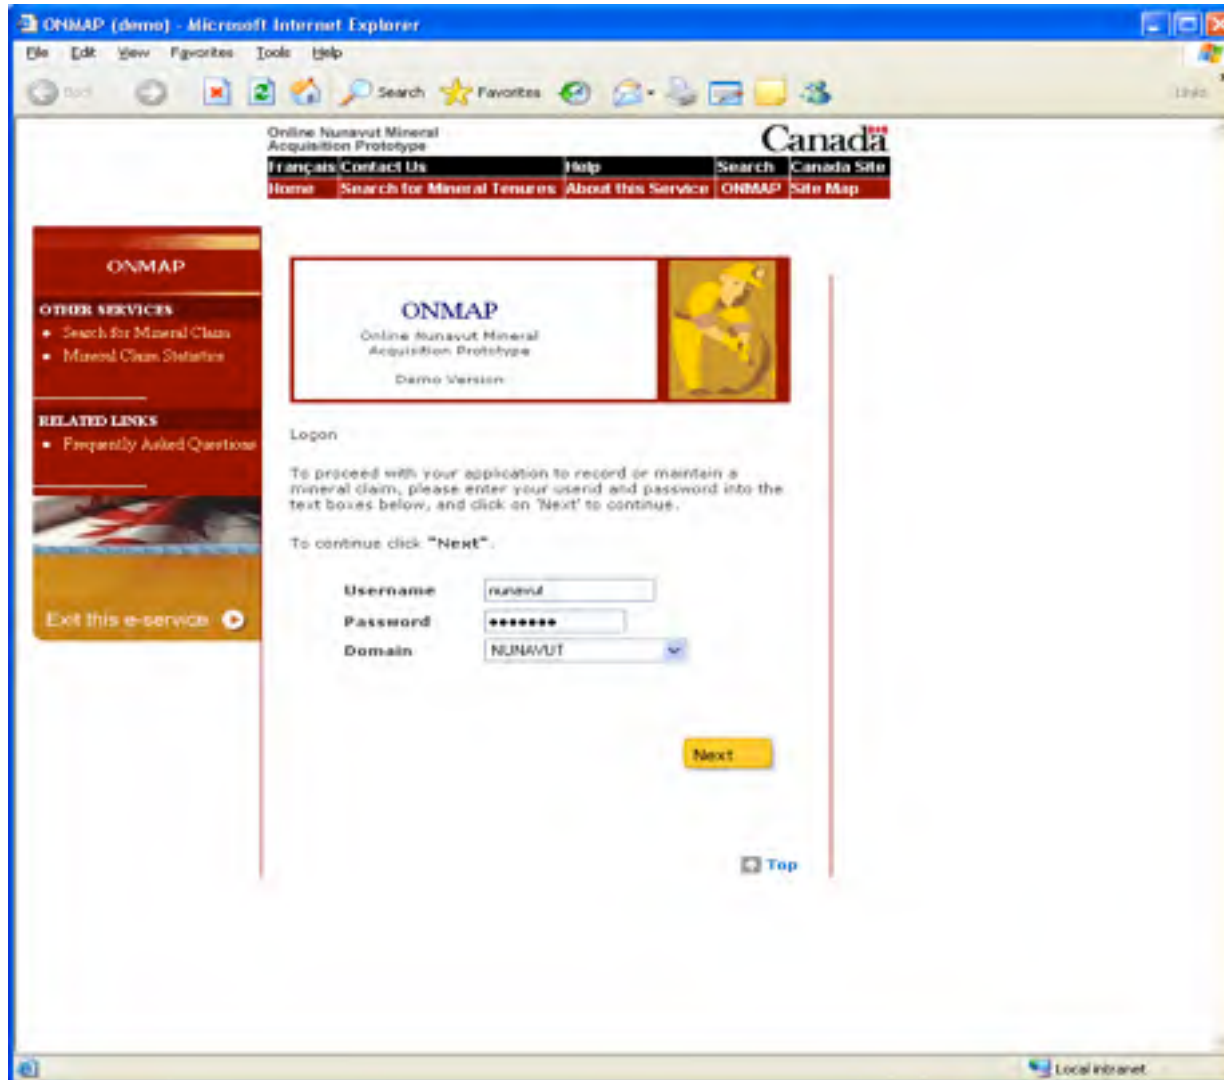 ONMAP (demo) - Microsoft Internet Explorer
File Edit View Favorites Tools Help
Back Search Favorites Links
Online Nunavut Mineral
Acquisition Prototype
Canada
Français Contact Us Help Search Canada Site
Home Search for Mineral Tenures About this Service ONMAP Site Map
ONMAP
OTHER SERVICES
• Search for Mineral Claim
• Mineral Claim Statistics
RELATED LINKS
• Frequently Asked Questions
Exit this e-service
ONMAP
Online Nunavut Mineral
Acquisition Prototype
Demo Version
Logon
To proceed with your application to record or maintain a
mineral claim, please enter your userid and password into the
text boxes below, and click on 'Next' to continue.
To continue click "Next".
Username nunavut
Password •••••••
Domain NUNAVUT
Next
Top
Local intranet